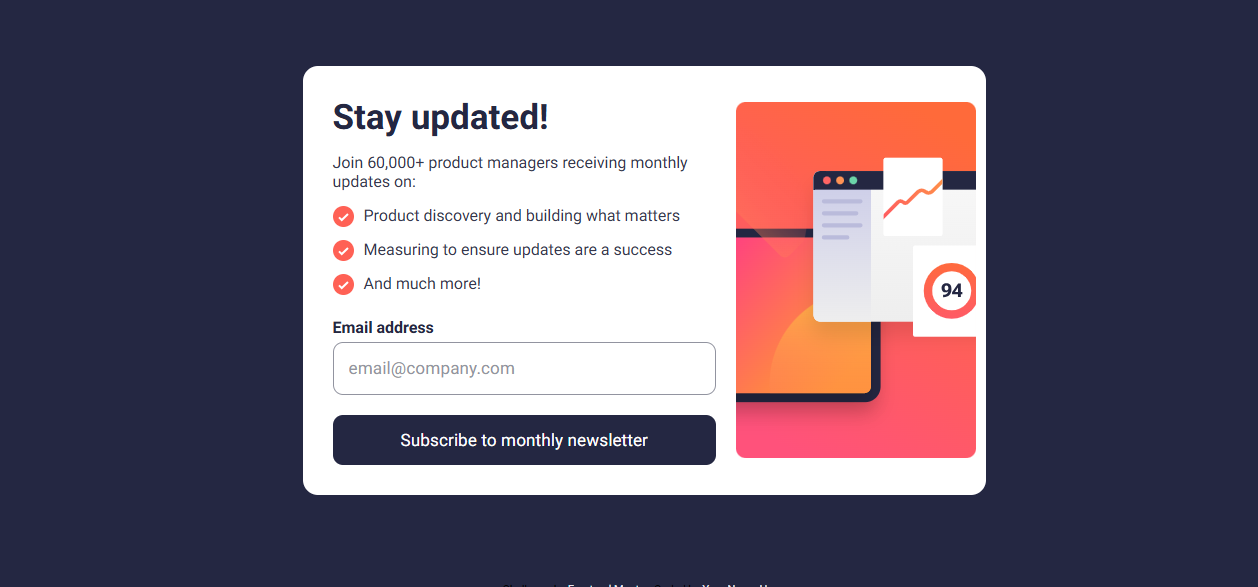 Stay updated!
Join 60,000+ product managers receiving monthly
updates on:
Product discovery and building what matters
Measuring to ensure updates are a success
And much more!
Email address
email@company.com
Subscribe to monthly newsletter
94